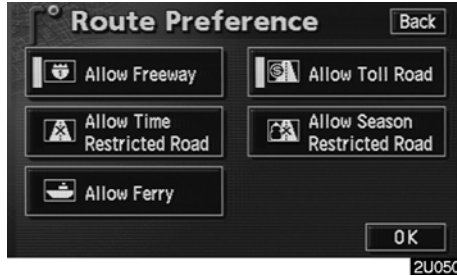 Route Preference
Back
Allow Freeway
Allow Toll Road
Allow Time
Restricted Road
Allow Season
Restricted Road
Allow Ferry
OK
2U050